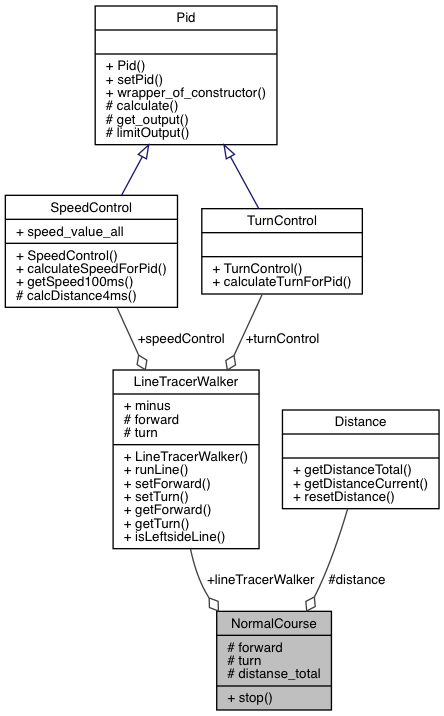 Pid
+ Pid()
+ setPid()
+ wrapper_of_constructor()
# calculate()
# get_output()
# limitOutput()
SpeedControl
+ speed_value_all
+ SpeedControl()
+ calculateSpeedForPid()
+ getSpeed100ms()
# calcDistance4ms()
TurnControl
+ TurnControl()
+ calculateTurnForPid()
+speedControl
+turnControl
LineTracerWalker
+ minus
# forward
# turn
+ LineTracerWalker()
+ runLine()
+ setForward()
+ setTurn()
+ getForward()
+ getTurn()
+ isLeftsideLine()
Distance
+ getDistanceTotal()
+ getDistanceCurrent()
+ resetDistance()
+lineTracerWalker
#distance
NormalCourse
# forward
# turn
# distanse_total
+ stop()